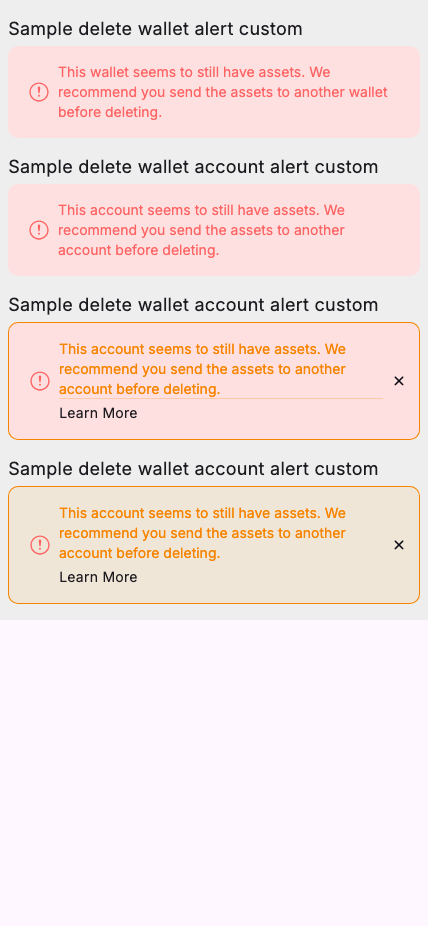 Sample delete wallet alert custom
This wallet seems to still have assets. We
recommend you send the assets to another wallet
before deleting.
Sample delete wallet account alert custom
This account seems to still have assets. We
recommend you send the assets to another
account before deleting.
Sample delete wallet account alert custom
This account seems to still have assets. We
recommend you send the assets to another
account before deleting.
Learn More
Sample delete wallet account alert custom
This account seems to still have assets. We
recommend you send the assets to another
account before deleting.
Learn More